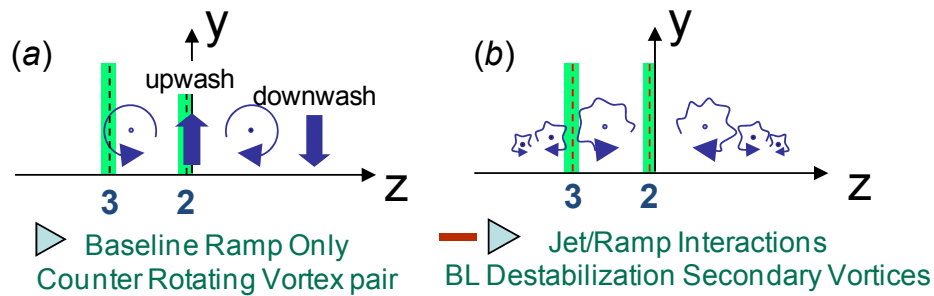 (a)
y
upwash
downwash
z
3
2
Baseline Ramp Only
Counter Rotating Vortex pair
(b)
y
z
3
2
Jet/Ramp Interactions
BL Destabilization Secondary Vortices